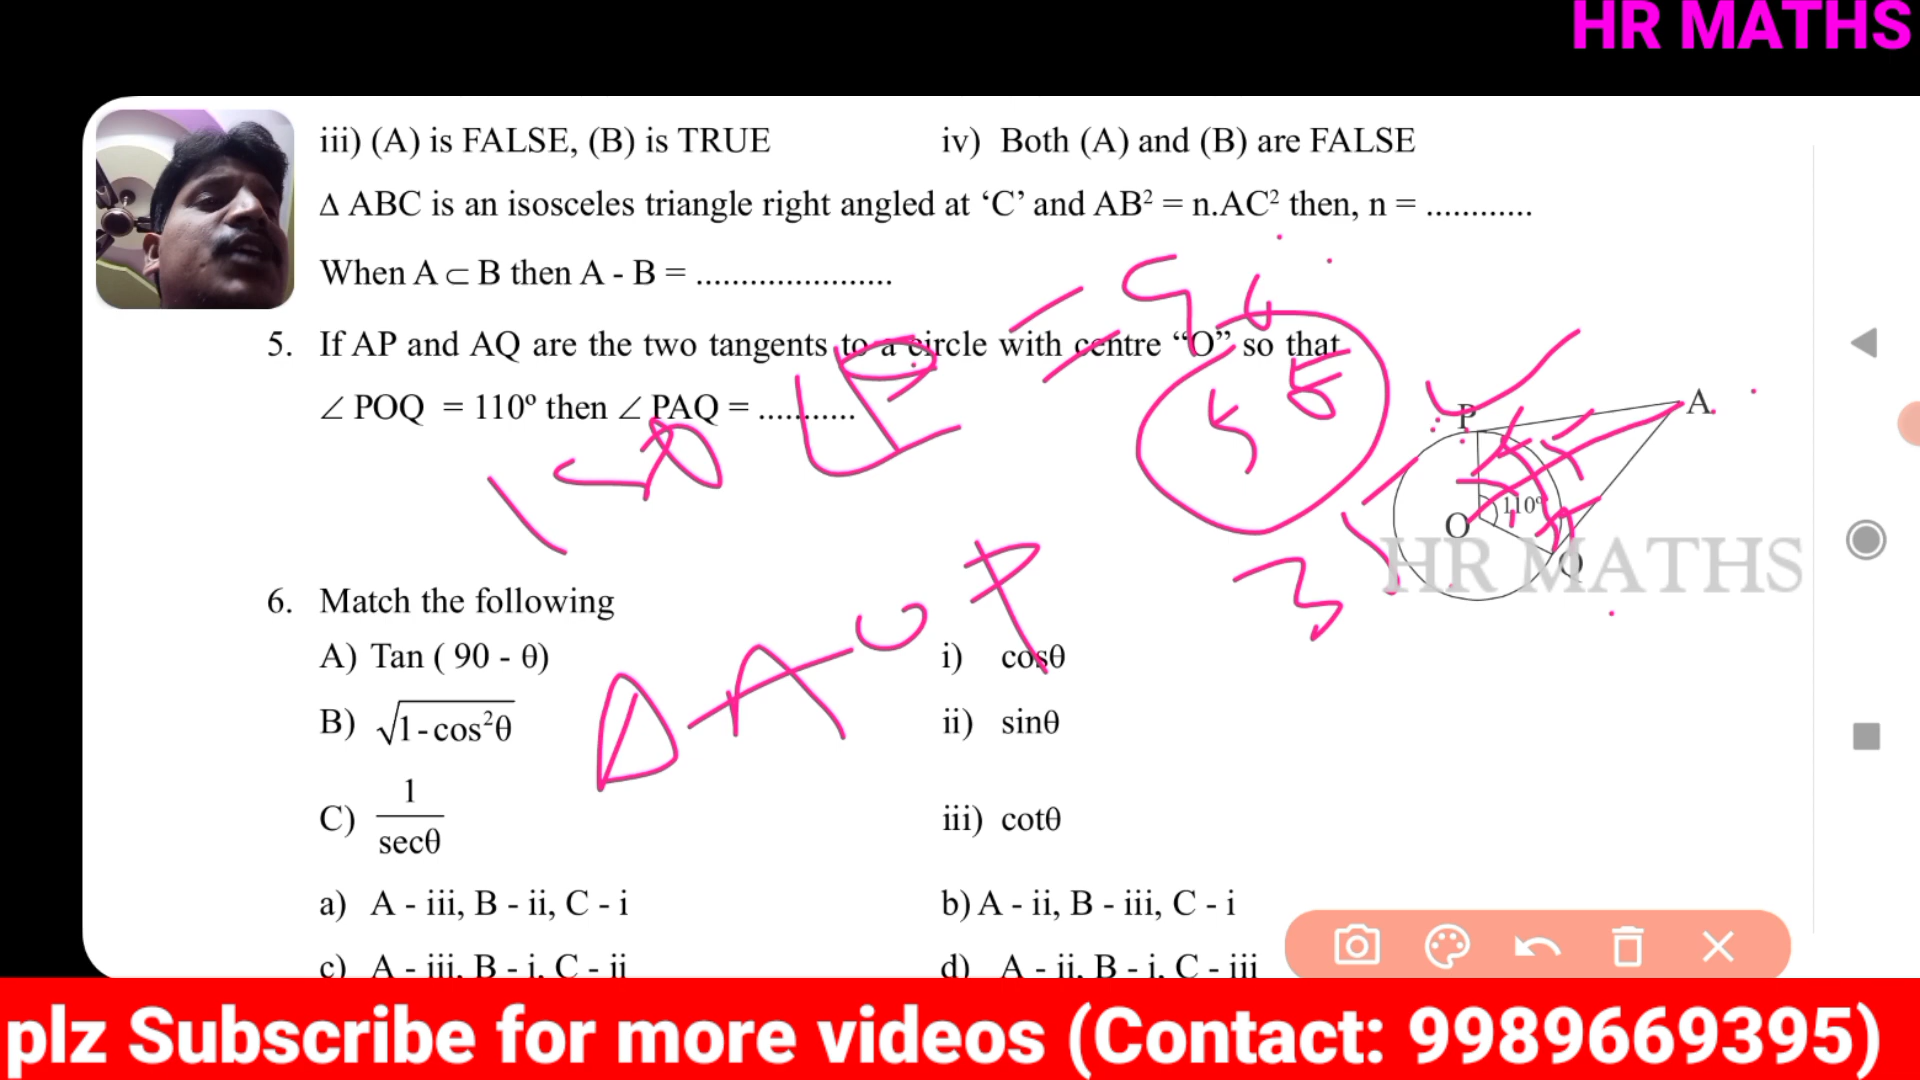 HR MATHS
iii) (A) is FALSE, (B) is TRUE iv) Both (A) and (B) are FALSE
Δ ABC is an isosceles triangle right angled at ‘C’ and AB² = n.AC² then, n = ............
When A ⊂ B then A - B = ......................
5. If AP and AQ are the two tangents to a circle with centre “O” so that
∠ POQ = 110º then ∠ PAQ = ...........
P
A
O
110º
Q
HR MATHS
6. Match the following
A) Tan ( 90 - θ) i) cosθ
B) √1-cos²θ ii) sinθ
C) 1/secθ iii) cotθ
a) A - iii, B - ii, C - i b) A - ii, B - iii, C - i
c) A - iii, B - i, C - ii d) A - ii, B - i, C - iii
plz Subscribe for more videos (Contact: 9989669395)